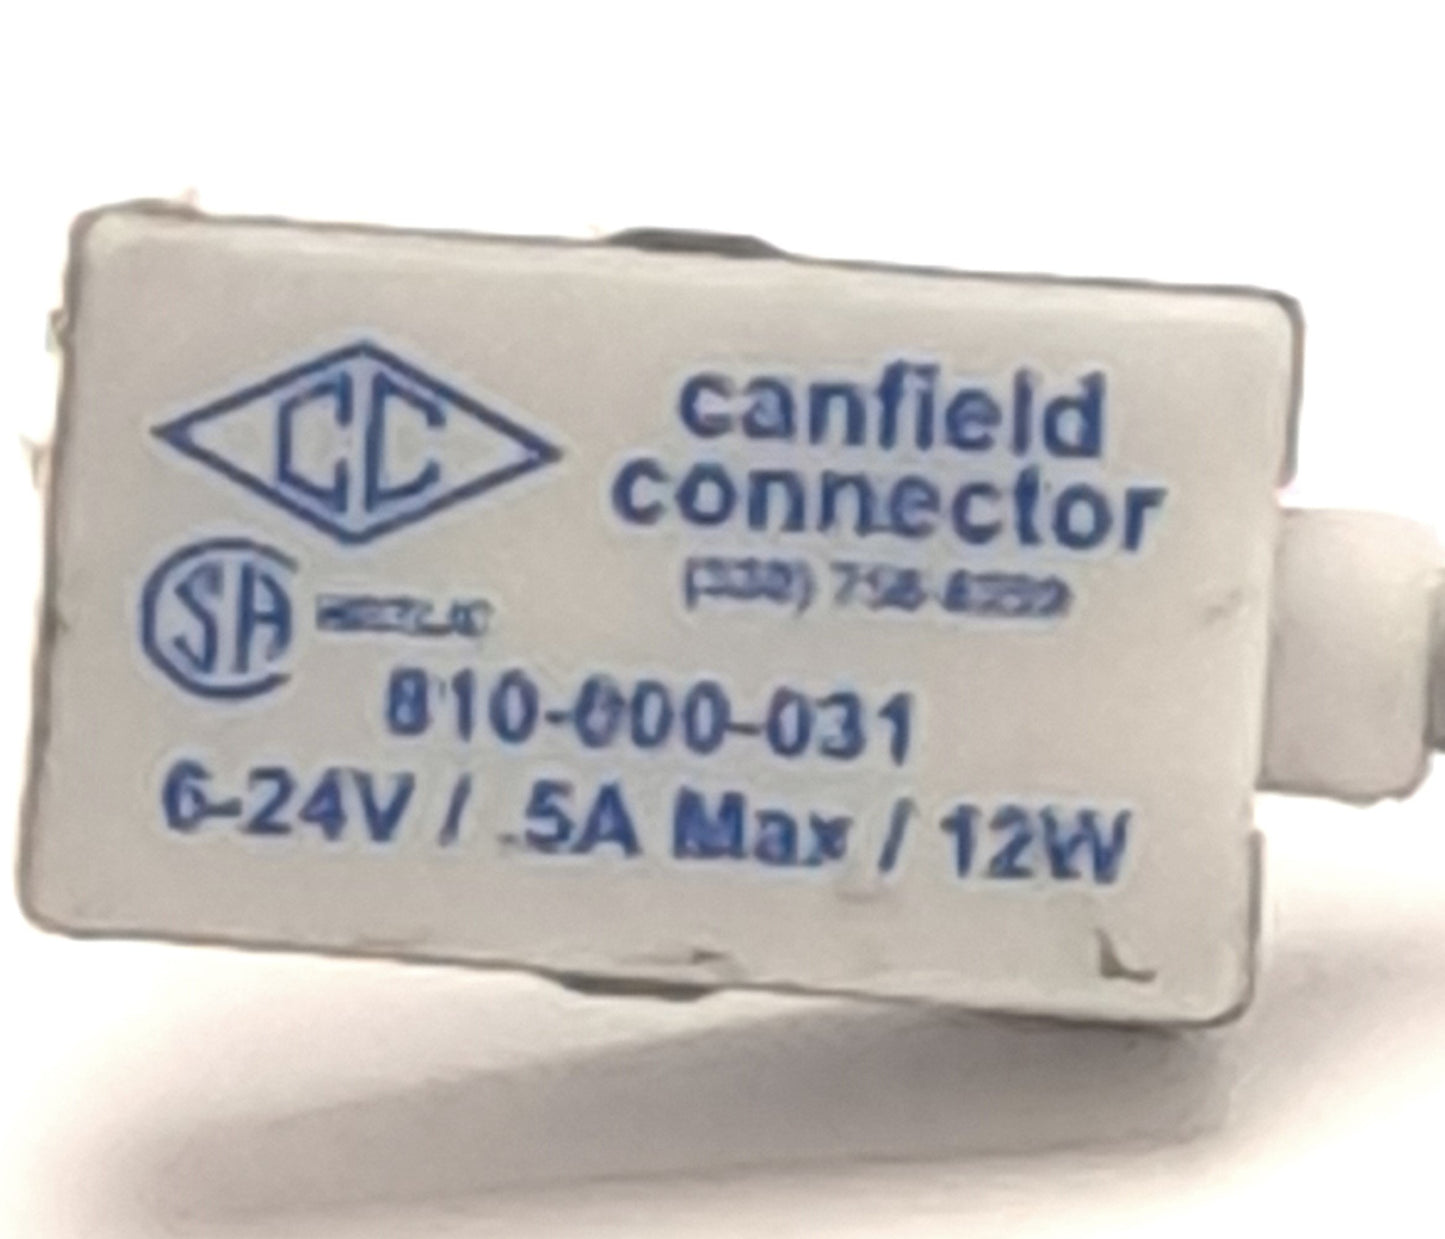 CC
canfield
connector
SA
810-000-031
6-24V / .5A Max / 12W